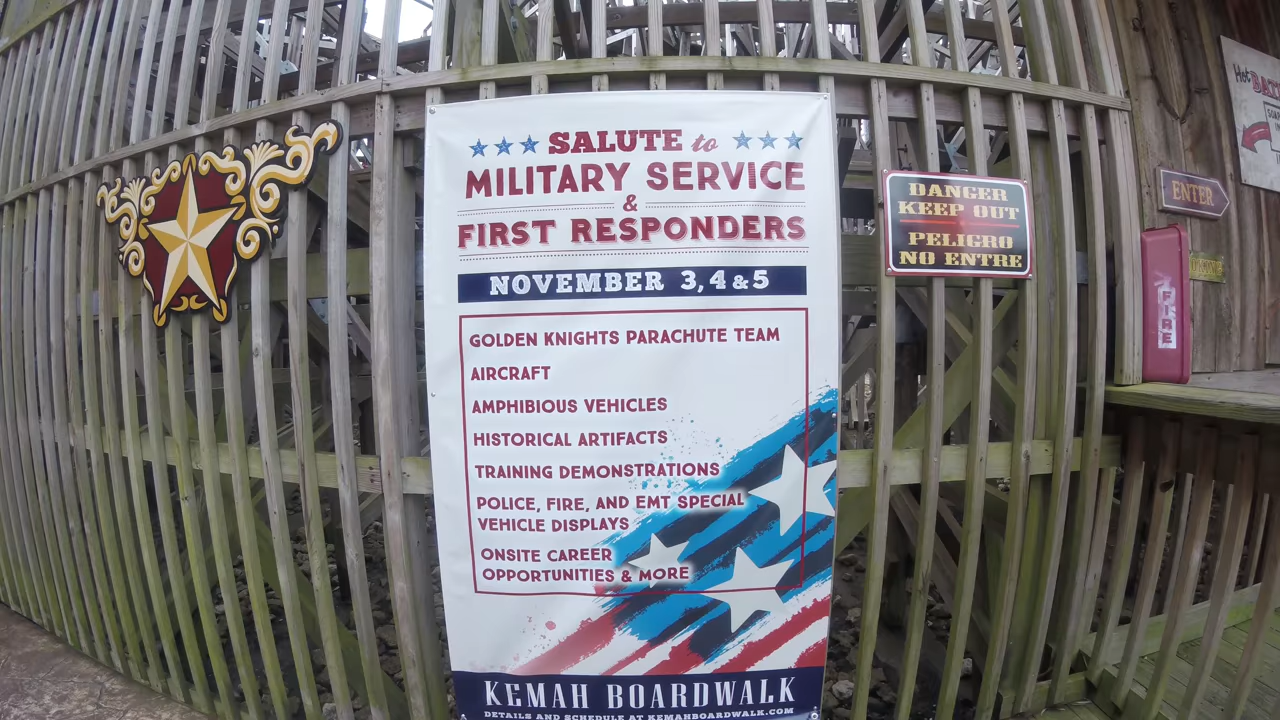 SALUTE to
MILITARY SERVICE
&
FIRST RESPONDERS
NOVEMBER 3, 4 & 5
GOLDEN KNIGHTS PARACHUTE TEAM
AIRCRAFT
AMPHIBIOUS VEHICLES
HISTORICAL ARTIFACTS
TRAINING DEMONSTRATIONS
POLICE, FIRE, AND EMT SPECIAL
VEHICLE DISPLAYS
ONSITE CAREER
OPPORTUNITIES & MORE
KEMAH BOARDWALK
DETAILS AND SCHEDULE AT KEMAHBOARDWALK.COM
DANGER
KEEP OUT
PELIGRO
NO ENTRE
ENTER
FIRE
Hot